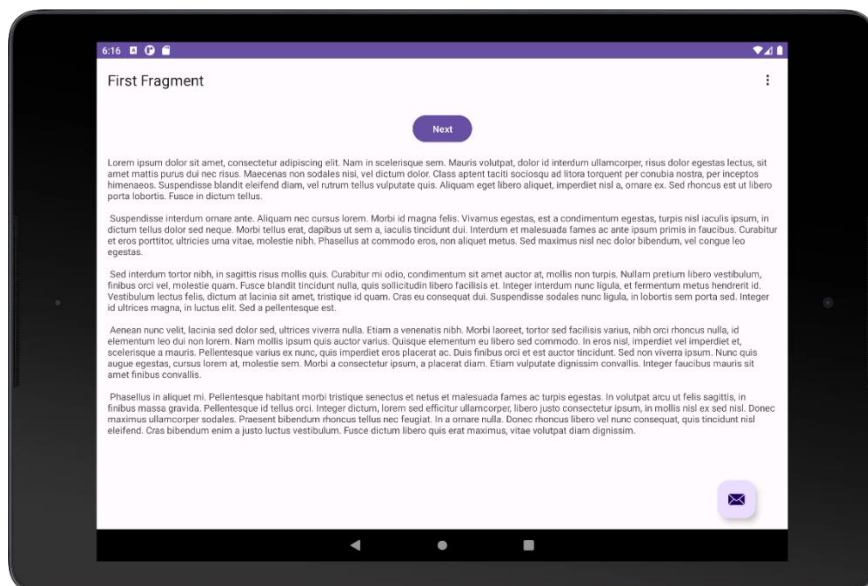 6:16
First Fragment
Next
Lorem ipsum dolor sit amet, consectetur adipiscing elit. Nam in scelerisque sem. Mauris volutpat, dolor id interdum ullamcorper, risus dolor egestas lectus, sit
amet mattis purus dui nec risus. Maecenas non sodales nisi, vel dictum dolor. Class aptent taciti sociosqu ad litora torquent per conubia nostra, per inceptos
himenaeos. Suspendisse blandit eleifend diam, vel rutrum tellus vulputate quis. Aliquam eget libero aliquet, imperdiet nisl a, ornare ex. Sed rhoncus est ut libero
porta lobortis. Fusce in dictum tellus.
Suspendisse interdum ornare ante. Aliquam nec cursus lorem. Morbi id magna felis. Vivamus egestas, est a condimentum egestas, turpis nisl iaculis ipsum, in
dictum tellus dolor sed neque. Morbi tellus erat, dapibus ut sem a, iaculis tincidunt dui. Interdum et malesuada fames ac ante ipsum primis in faucibus. Curabitur
et eros porttitor, ultricies urna vitae, molestie nibh. Phasellus at commodo eros, non aliquet metus. Sed maximus nisl nec dolor bibendum, vel congue leo
egestas.
Sed interdum tortor nibh, in sagittis risus mollis quis. Curabitur mi odio, condimentum sit amet auctor at, mollis non turpis. Nullam pretium libero vestibulum,
finibus orci vel, molestie quam. Fusce blandit tincidunt nulla, quis sollicitudin libero facilisis et. Integer interdum nunc ligula, et fermentum metus hendrerit id.
Vestibulum lectus felis, dictum at lacinia sit amet, tristique id quam. Cras eu consequat dui. Suspendisse sodales nunc ligula, in lobortis sem porta sed. Integer
id ultrices magna, in luctus elit. Sed a pellentesque est.
Aenean nunc velit, lacinia sed dolor sed, ultrices viverra nulla. Etiam a venenatis nibh. Morbi laoreet, tortor sed facilisis varius, nibh orci rhoncus nulla, id
elementum leo dui non lorem. Nam mollis ipsum quis auctor varius. Quisque elementum eu libero sed commodo. In eros nisl, imperdiet vel imperdiet et,
scelerisque a mauris. Pellentesque varius ex nunc, quis imperdiet eros placerat ac. Duis finibus orci et est auctor tincidunt. Sed non viverra ipsum. Nunc quis
augue egestas, cursus lorem at, molestie sem. Morbi a consectetur ipsum, a placerat diam. Etiam vulputate dignissim convallis. Integer faucibus mauris sit
amet finibus convallis.
Phasellus in aliquet mi. Pellentesque habitant morbi tristique senectus et netus et malesuada fames ac turpis egestas. In volutpat arcu ut felis sagittis, in
finibus massa gravida. Pellentesque id tellus orci. Integer dictum, lorem sed efficitur ullamcorper, libero justo consectetur ipsum, in mollis nisl ex sed nisl. Donec
maximus ullamcorper sodales. Praesent bibendum rhoncus tellus nec feugiat. In a ornare nulla. Donec rhoncus libero vel nunc consequat, quis tincidunt nisl
eleifend. Cras bibendum enim a justo luctus vestibulum. Fusce dictum libero quis erat maximus, vitae volutpat diam dignissim.